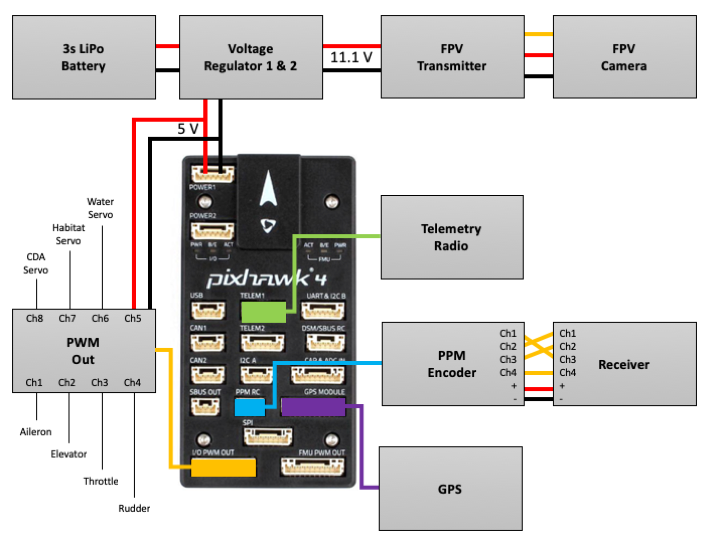 3s LiPo
Battery
Voltage
Regulator 1 & 2
11.1 V
FPV
Transmitter
FPV
Camera
5 V
POWER1
POWER2
PWR B/E ACT
I/O
ACT B/E PWR
FMU
pixhawk 4
USB
TELEM1
UART & I2C B
CAN1
TELEM2
DSM/SBUS RC
CAN2
I2C A
CAP & ADC IN
SBUS OUT
PPM RC
GPS MODULE
SPI
I/O PWM OUT
FMU PWM OUT
Telemetry
Radio
Water
Servo
Habitat
Servo
CDA
Servo
Ch8
Ch7
Ch6
Ch5
PWM
Out
Ch1
Ch2
Ch3
Ch4
Aileron
Elevator
Throttle
Rudder
PPM
Encoder
Ch1
Ch2
Ch3
Ch4
+
-
Ch1
Ch2
Ch3
Ch4
+
-
Receiver
GPS